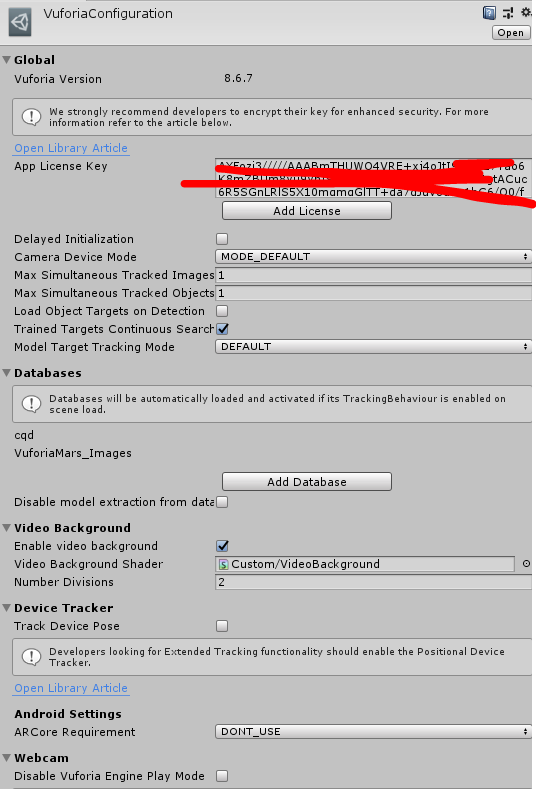 VuforiaConfiguration
Open
Global
Vuforia Version 8.6.7
We strongly recommend developers to encrypt their key for enhanced security. For more
information refer to the article below.
Open Library Article
App License Key
Add License
Delayed Initialization
Camera Device Mode MODE_DEFAULT
Max Simultaneous Tracked Images 1
Max Simultaneous Tracked Objects 1
Load Object Targets on Detection
Trained Targets Continuous Searc
Model Target Tracking Mode DEFAULT
Databases
Databases will be automatically loaded and activated if its TrackingBehaviour is enabled on
scene load.
cqd
VuforiaMars_Images
Add Database
Disable model extraction from data
Video Background
Enable video background
Video Background Shader Custom/VideoBackground
Number Divisions 2
Device Tracker
Track Device Pose
Developers looking for Extended Tracking functionality should enable the Positional Device
Tracker.
Open Library Article
Android Settings
ARCore Requirement DONT_USE
Webcam
Disable Vuforia Engine Play Mode